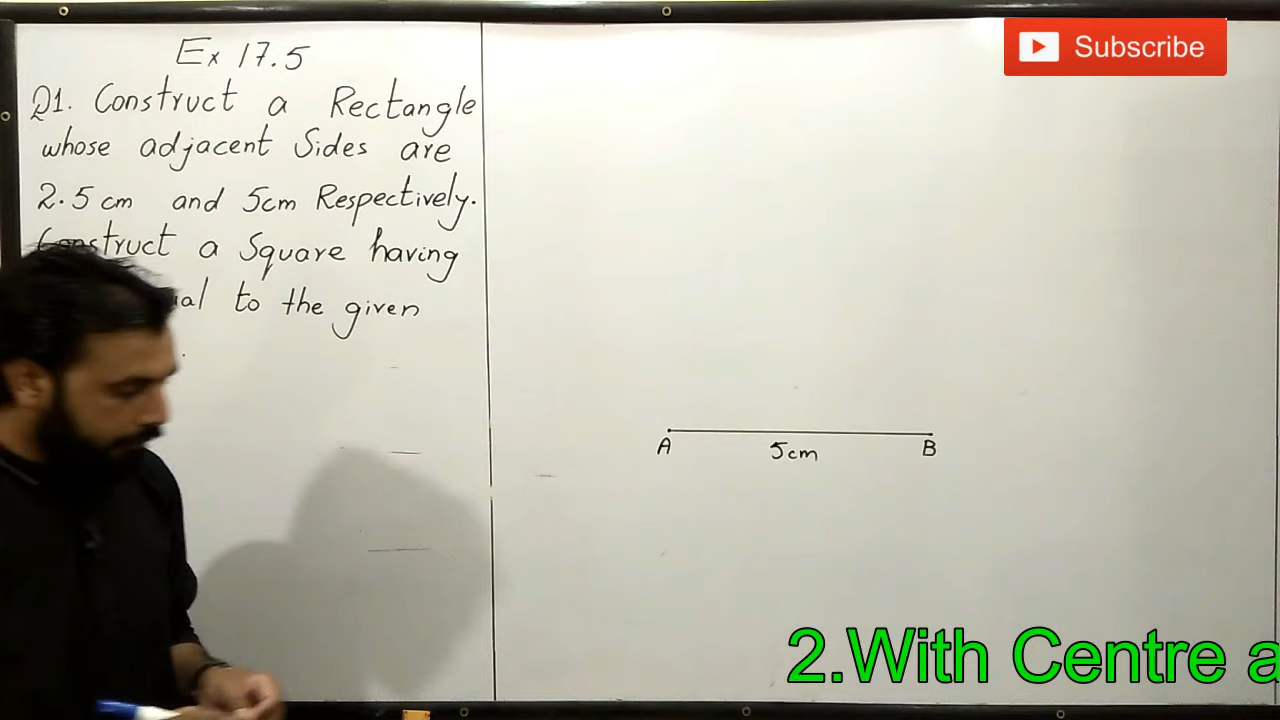 Ex 17.5
Q1. Construct a Rectangle
whose adjacent Sides are
2.5 cm and 5cm Respectively.
Construct a Square having
to the given
A 5cm B
Subscribe
2.With Centre a